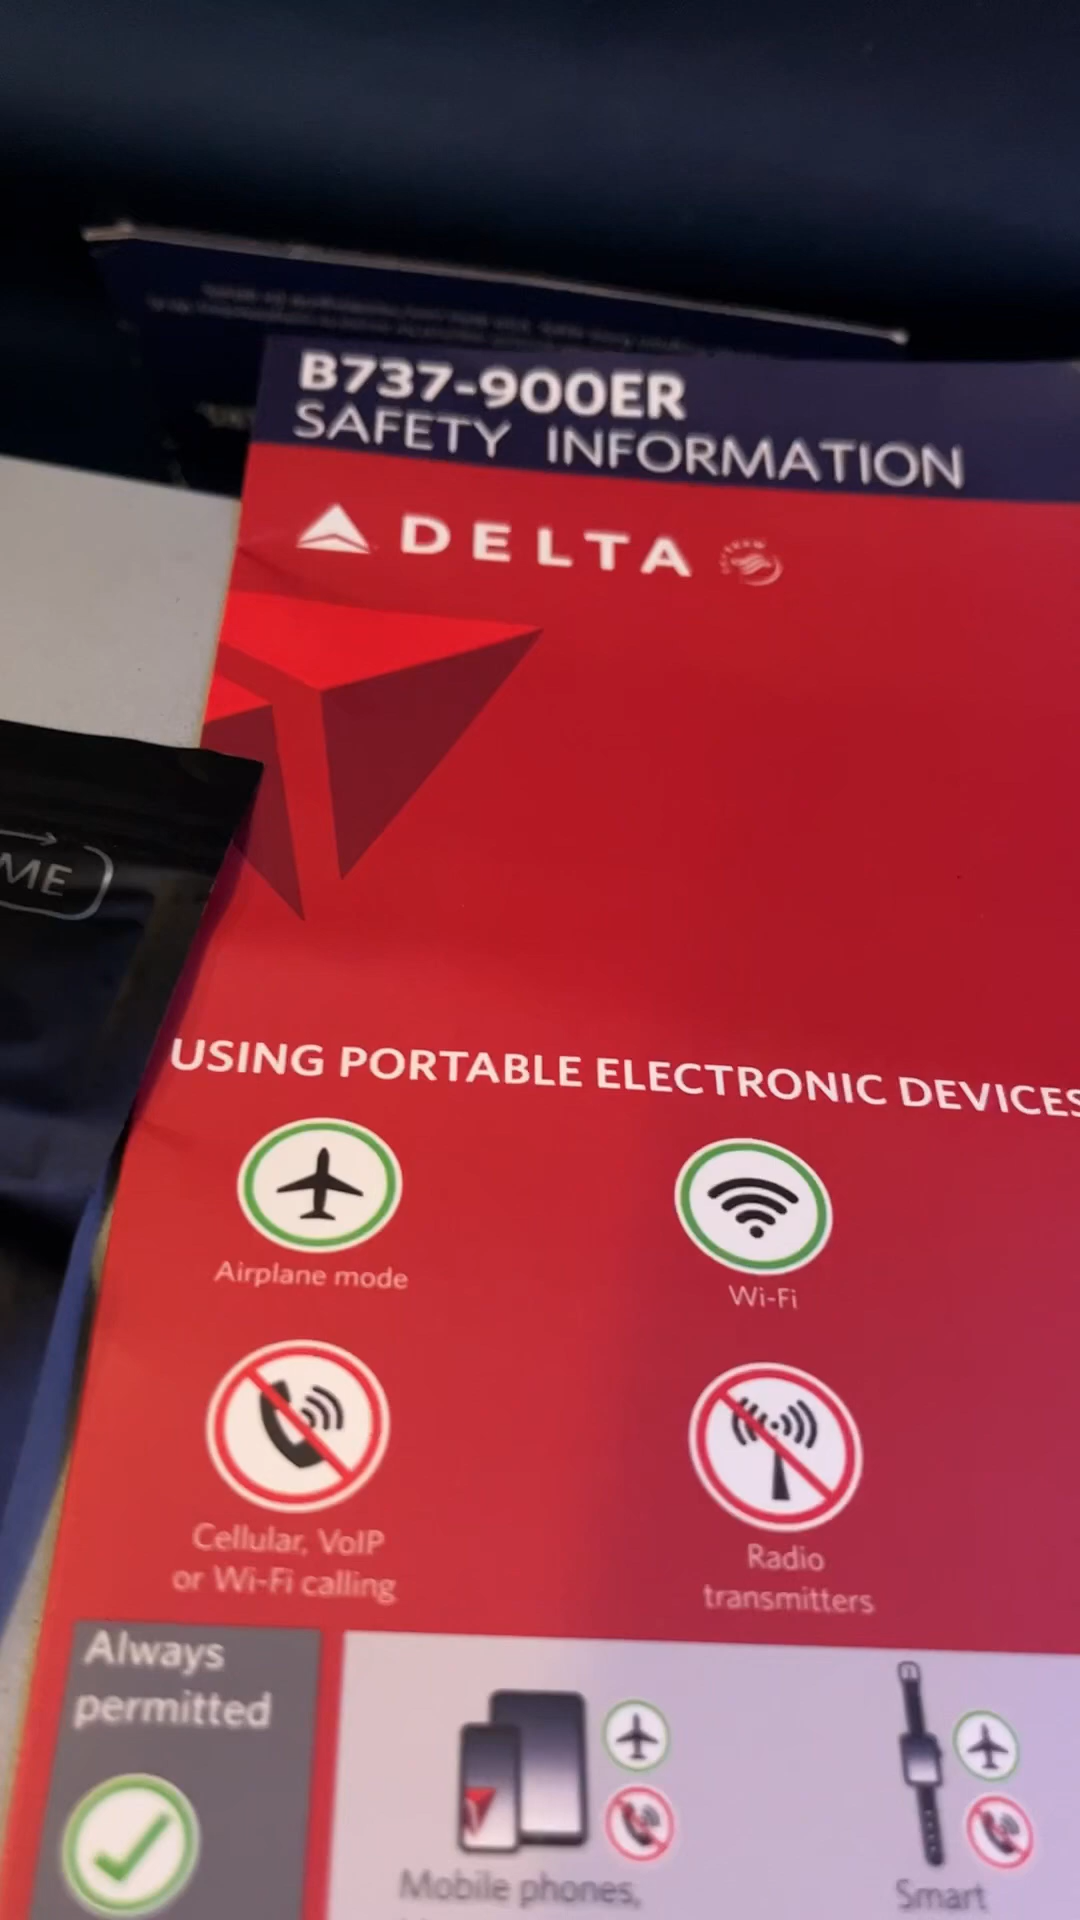 B737-900ER
SAFETY INFORMATION
DELTA
ME
USING PORTABLE ELECTRONIC DEVICES
Airplane mode
Wi-Fi
Cellular, VoIP
or Wi-Fi calling
Radio
transmitters
Always
permitted
Mobile phones,
Smart